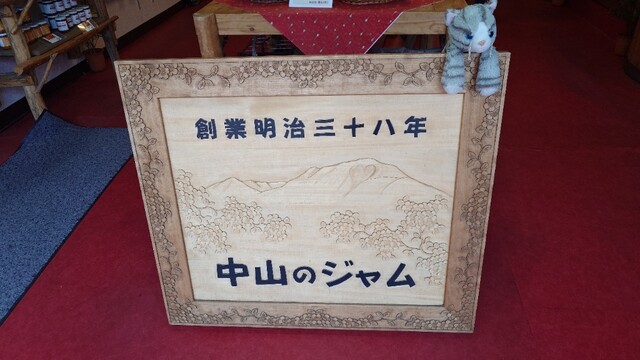 創業明治三十八年
中山のジャム